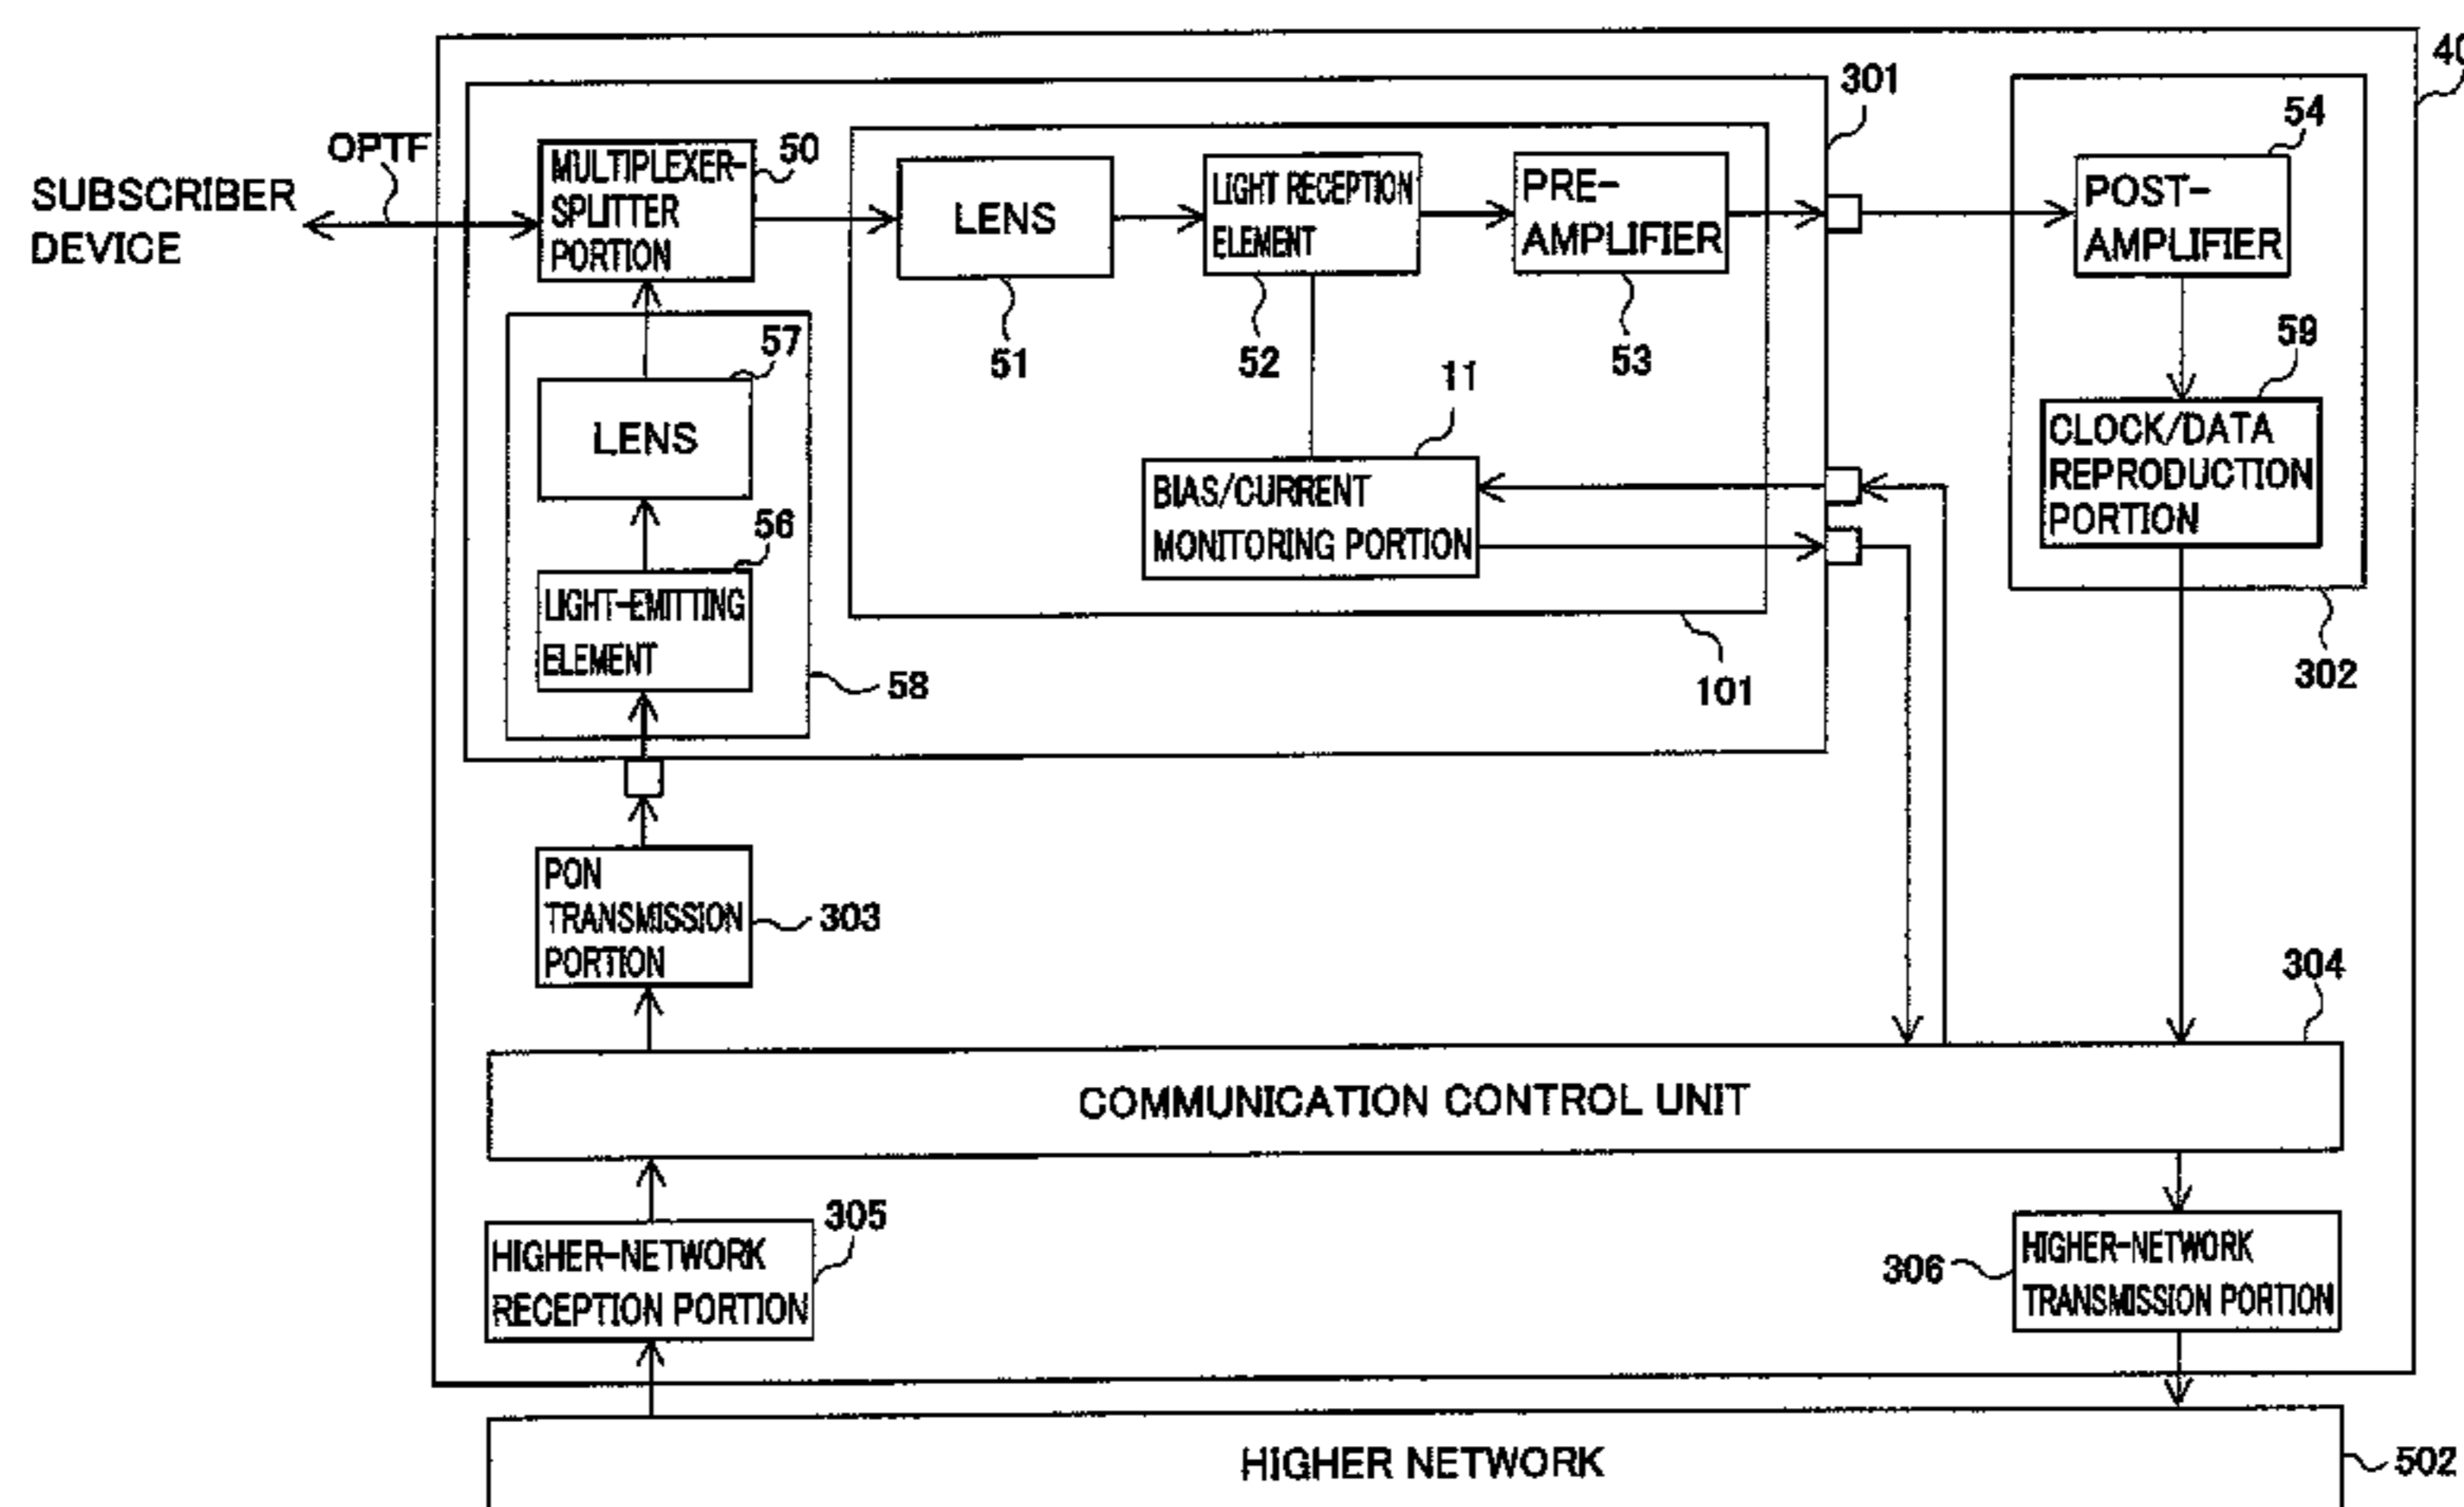 40
301
54
OPTF
50
SUBSCRIBER
DEVICE
MULTIPLEXER-
SPLITTER
PORTION
LENS
LIGHT RECEPTION
ELEMENT
PRE-
AMPLIFIER
POST-
AMPLIFIER
51
52
53
57
11
59
LENS
BIAS/CURRENT
MONITORING PORTION
CLOCK/DATA
REPRODUCTION
PORTION
56
LIGHT-EMITTING
ELEMENT
58
101
302
PON
TRANSMISSION
PORTION
303
304
COMMUNICATION CONTROL UNIT
305
HIGHER-NETWORK
RECEPTION PORTION
306
HIGHER-NETWORK
TRANSMISSION PORTION
HIGHER NETWORK
502